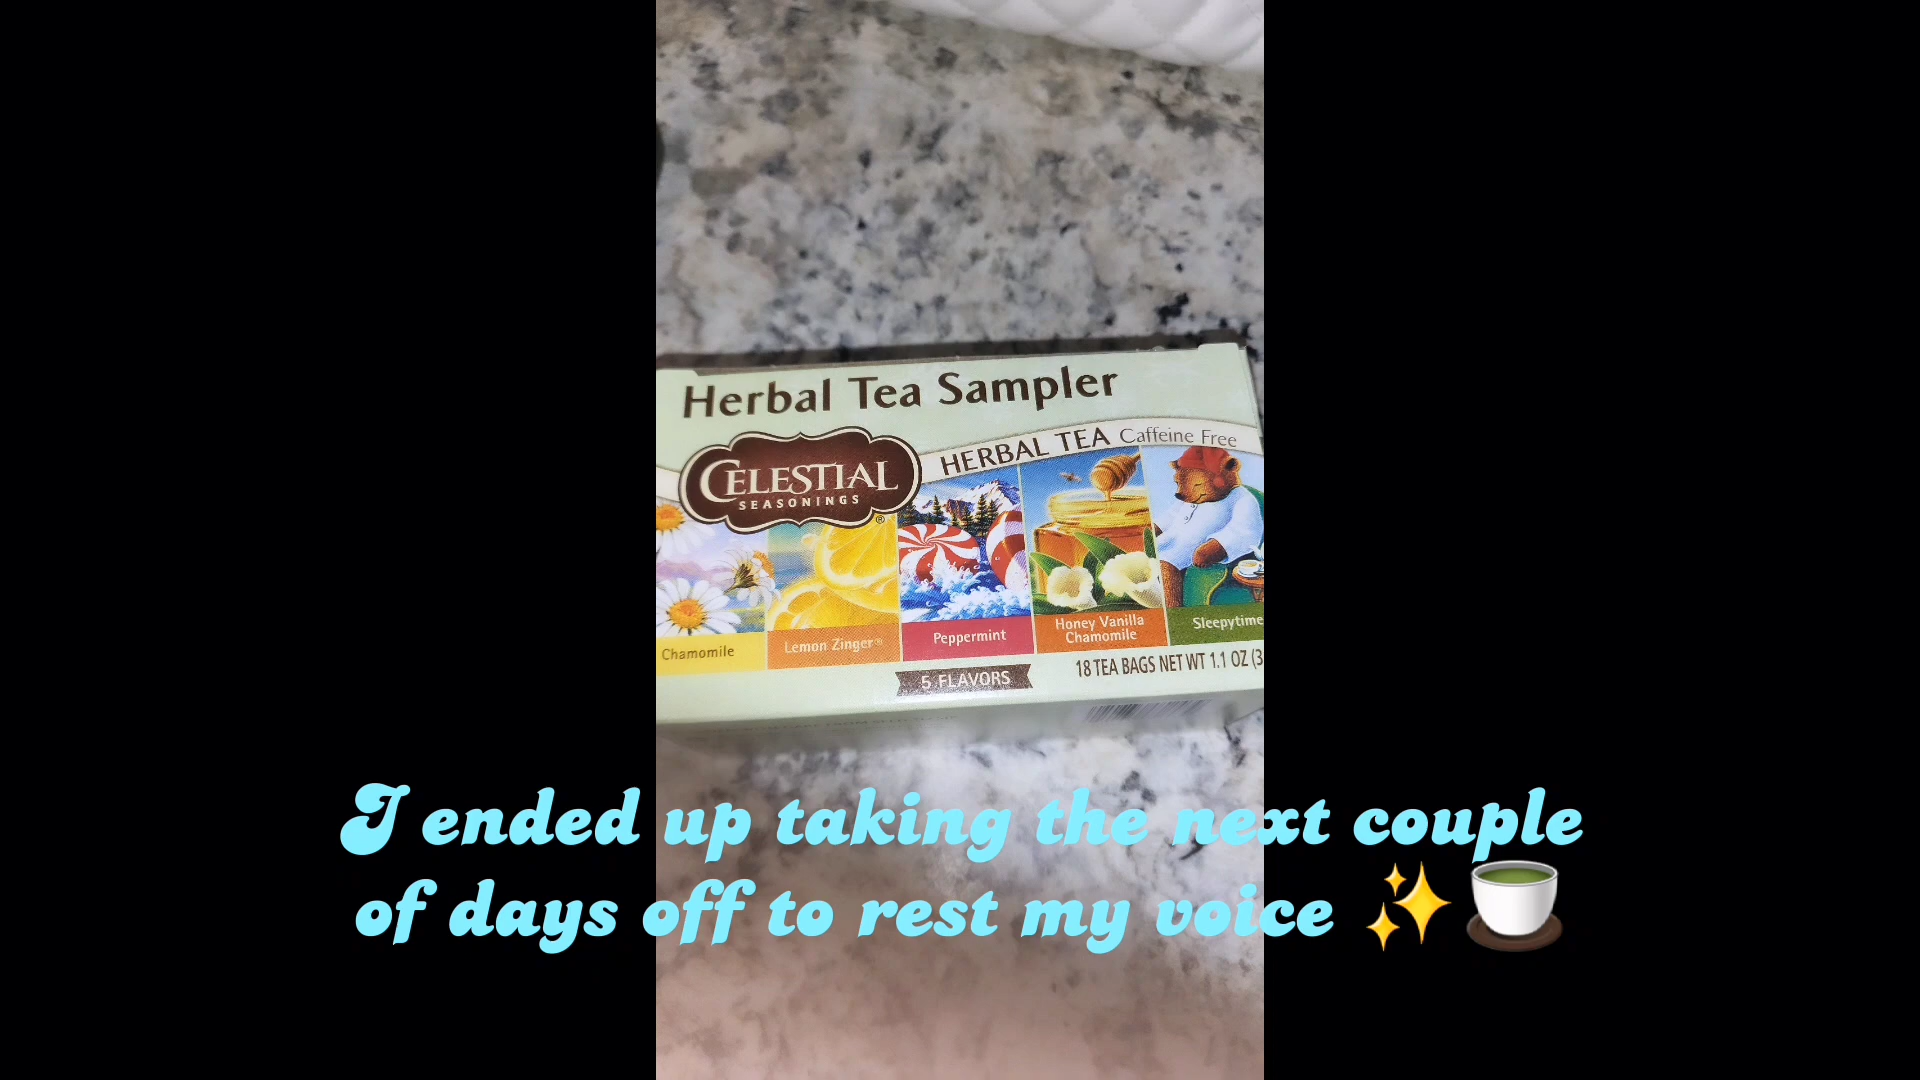 Herbal Tea Sampler
CELESTIAL
SEASONINGS
HERBAL TEA Caffeine Free
Chamomile
Lemon Zinger®
Peppermint
Honey Vanilla
Chamomile
Sleepytime
5 FLAVORS
18 TEA BAGS NET WT 1.1 OZ (3
I ended up taking the next couple
of days off to rest my voice ✨🍵